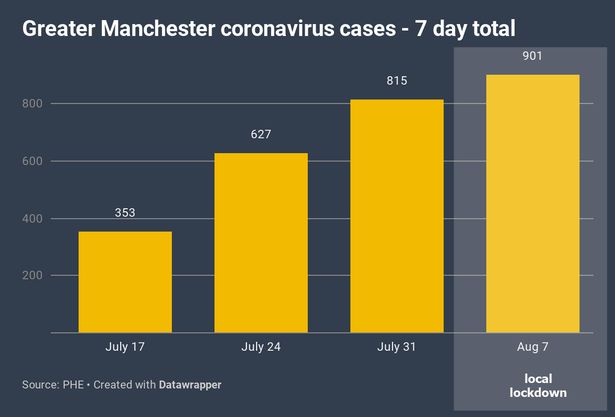 Greater Manchester coronavirus cases - 7 day total
901
815
800
627
600
353
400
200
July 17 July 24 July 31 Aug 7
local
lockdown
Source: PHE • Created with Datawrapper